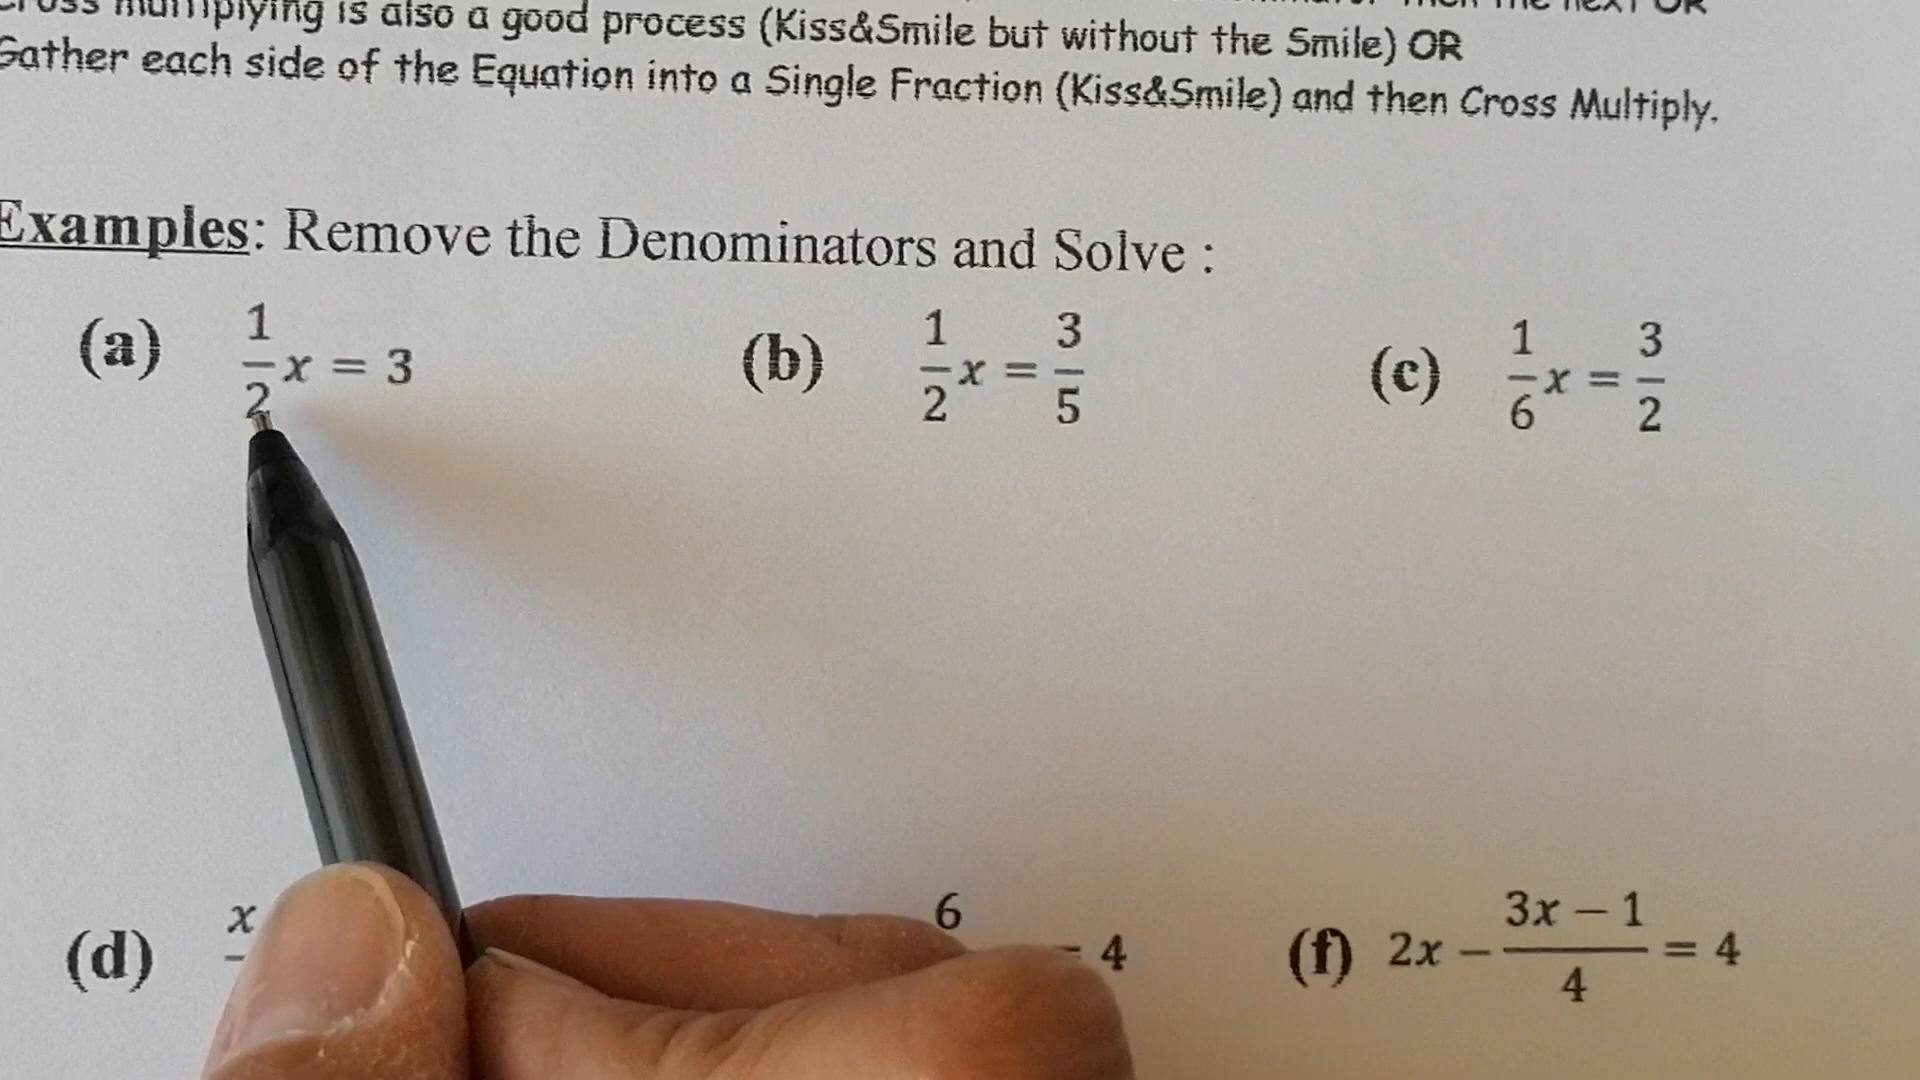 multiplying is also a good process (Kiss&Smile but without the Smile) OR
Gather each side of the Equation into a Single Fraction (Kiss&Smile) and then Cross Multiply.
Examples: Remove the Denominators and Solve :
(a) 1/2 x = 3 (b) 1/2 x = 3/5 (c) 1/6 x = 3/2
(d) x 6 = 4 (f) 2x − (3x − 1)/4 = 4